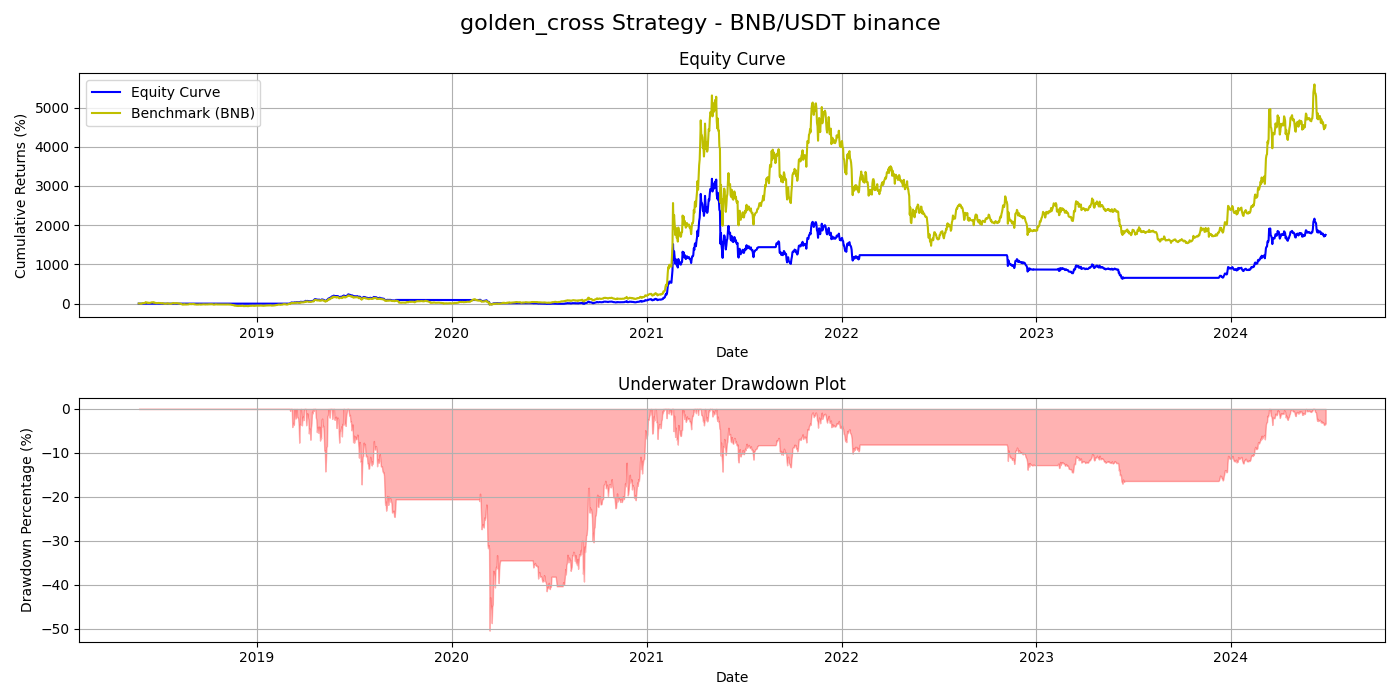 golden_cross Strategy - BNB/USDT binance
Equity Curve
Equity Curve
Benchmark (BNB)
Cumulative Returns (%)
5000
4000
3000
2000
1000
0
2019 2020 2021 2022 2023 2024
Date
Underwater Drawdown Plot
Drawdown Percentage (%)
0
−10
−20
−30
−40
−50
2019 2020 2021 2022 2023 2024
Date